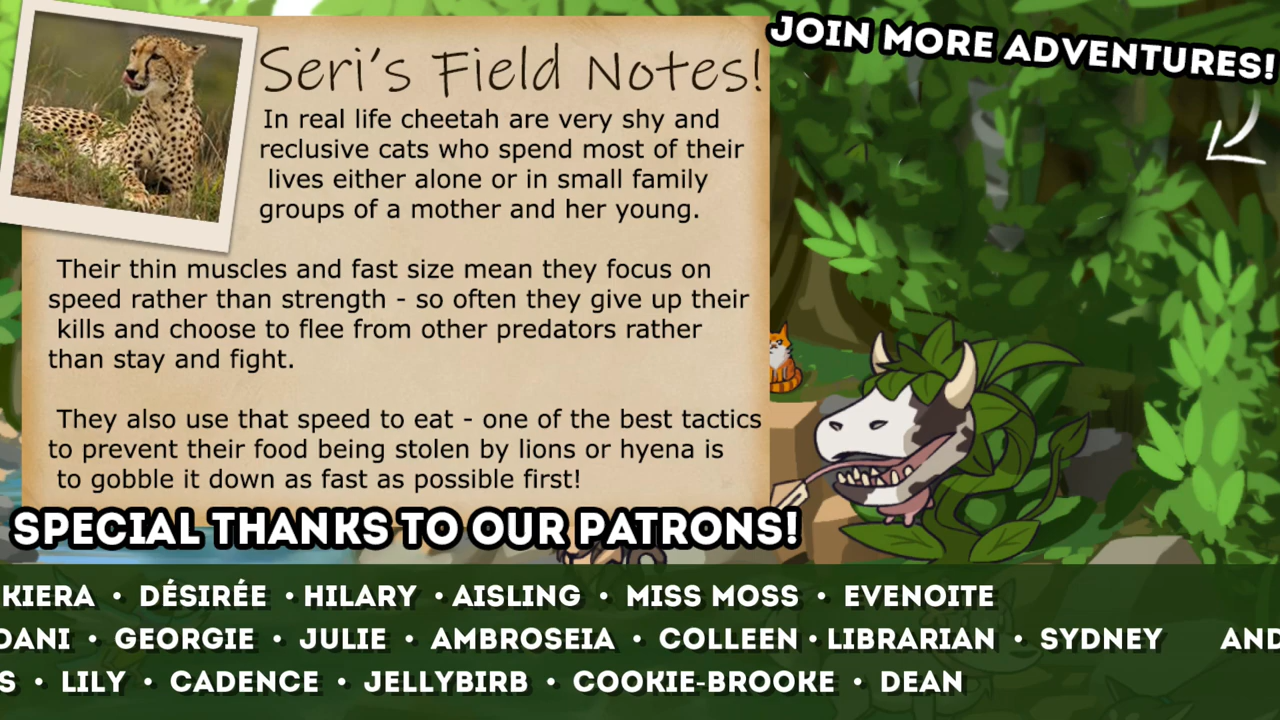 JOIN MORE ADVENTURES!
Seri's Field Notes!
In real life cheetah are very shy and
reclusive cats who spend most of their
lives either alone or in small family
groups of a mother and her young.
Their thin muscles and fast size mean they focus on
speed rather than strength - so often they give up their
kills and choose to flee from other predators rather
than stay and fight.
They also use that speed to eat - one of the best tactics
to prevent their food being stolen by lions or hyena is
to gobble it down as fast as possible first!
SPECIAL THANKS TO OUR PATRONS!
KIERA • DÉSIRÉE • HILARY • AISLING • MISS MOSS • EVENOITE
DANI • GEORGIE • JULIE • AMBROSEIA • COLLEEN • LIBRARIAN • SYDNEY AND
S • LILY • CADENCE • JELLYBIRB • COOKIE-BROOKE • DEAN